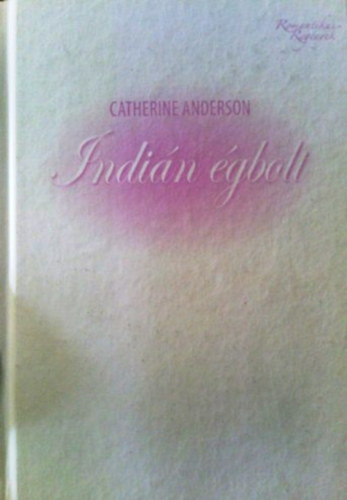 Romantikus
Regények
CATHERINE ANDERSON
Indián égbolt